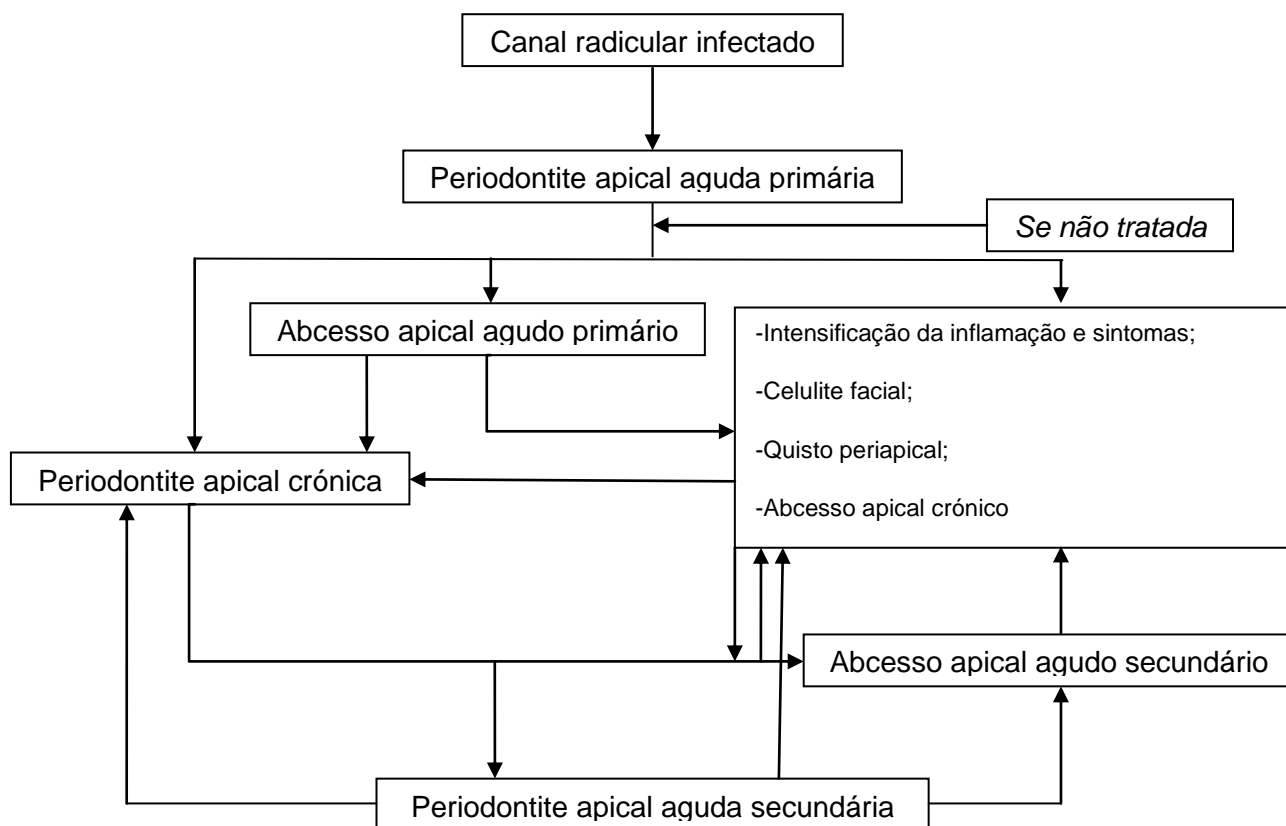 Canal radicular infectado
Periodontite apical aguda primária
Se não tratada
Abcesso apical agudo primário
-Intensificação da inflamação e sintomas;
-Celulite facial;
-Quisto periapical;
-Abcesso apical crónico
Periodontite apical crónica
Abcesso apical agudo secundário
Periodontite apical aguda secundária